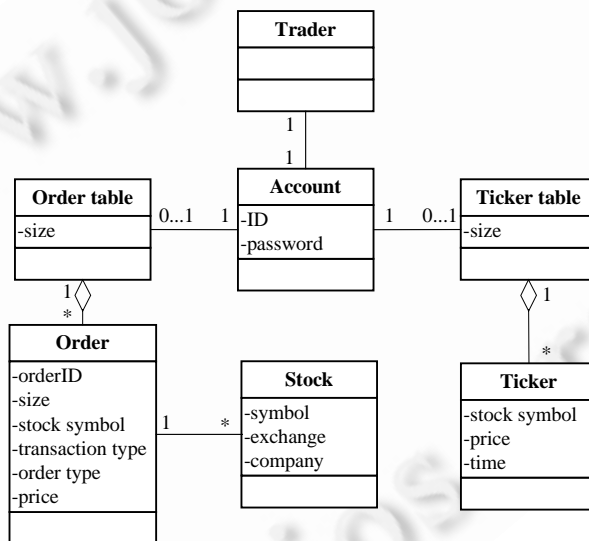 Trader
1
1
Order table
-size
0...1
1
Account
-ID
-password
1
0...1
Ticker table
-size
1
*
Order
-orderID
-size
-stock symbol
-transaction type
-order type
-price
1
*
Stock
-symbol
-exchange
-company
1
*
Ticker
-stock symbol
-price
-time